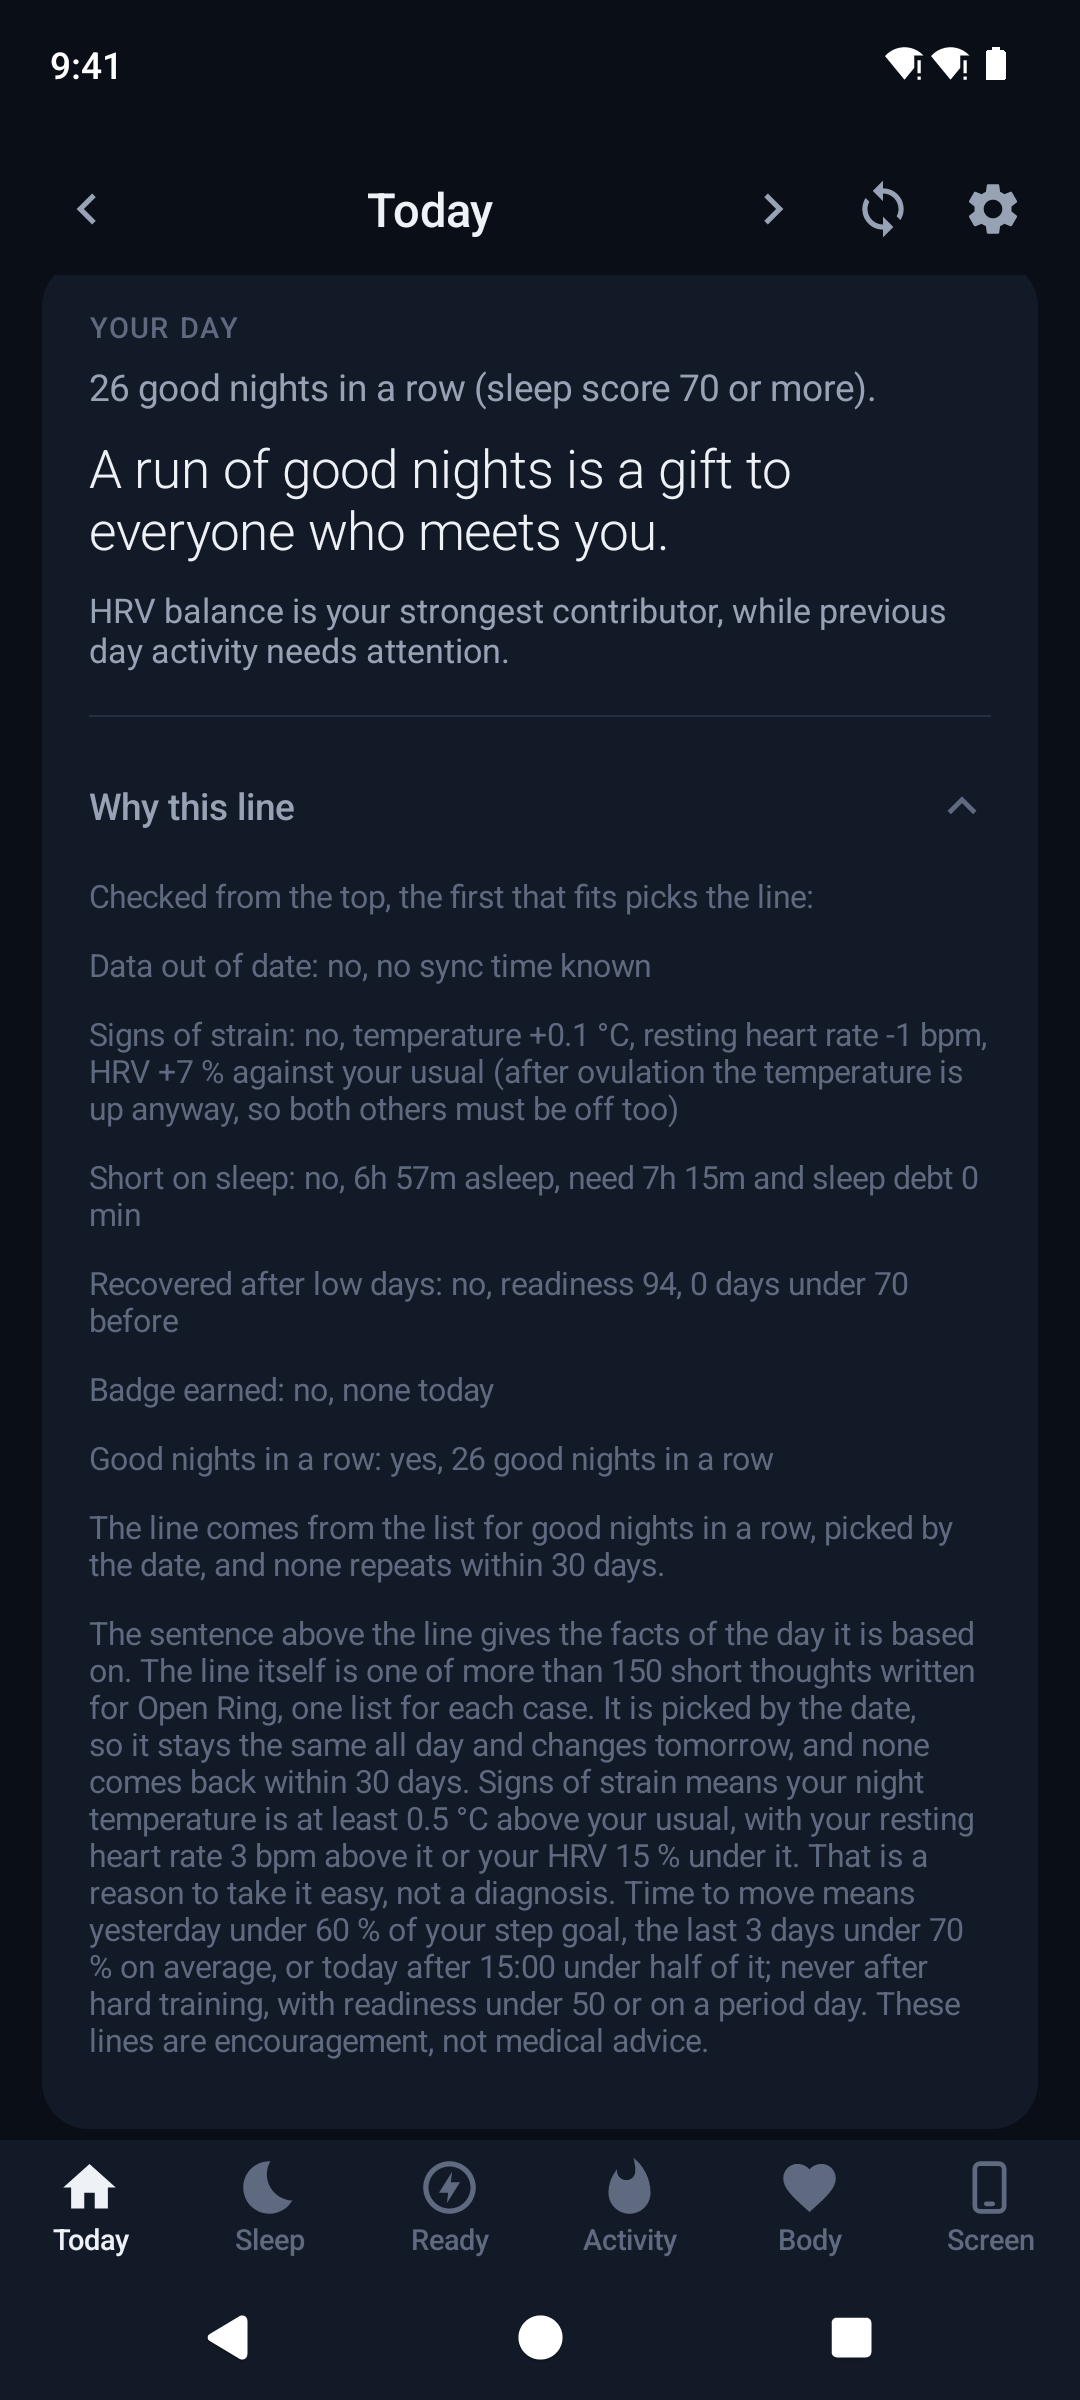 9:41
Today
YOUR DAY
26 good nights in a row (sleep score 70 or more).
A run of good nights is a gift to
everyone who meets you.
HRV balance is your strongest contributor, while previous
day activity needs attention.
Why this line
Checked from the top, the first that fits picks the line:
Data out of date: no, no sync time known
Signs of strain: no, temperature +0.1 °C, resting heart rate -1 bpm,
HRV +7 % against your usual (after ovulation the temperature is
up anyway, so both others must be off too)
Short on sleep: no, 6h 57m asleep, need 7h 15m and sleep debt 0
min
Recovered after low days: no, readiness 94, 0 days under 70
before
Badge earned: no, none today
Good nights in a row: yes, 26 good nights in a row
The line comes from the list for good nights in a row, picked by
the date, and none repeats within 30 days.
The sentence above the line gives the facts of the day it is based
on. The line itself is one of more than 150 short thoughts written
for Open Ring, one list for each case. It is picked by the date,
so it stays the same all day and changes tomorrow, and none
comes back within 30 days. Signs of strain means your night
temperature is at least 0.5 °C above your usual, with your resting
heart rate 3 bpm above it or your HRV 15 % under it. That is a
reason to take it easy, not a diagnosis. Time to move means
yesterday under 60 % of your step goal, the last 3 days under 70
% on average, or today after 15:00 under half of it; never after
hard training, with readiness under 50 or on a period day. These
lines are encouragement, not medical advice.
Today
Sleep
Ready
Activity
Body
Screen